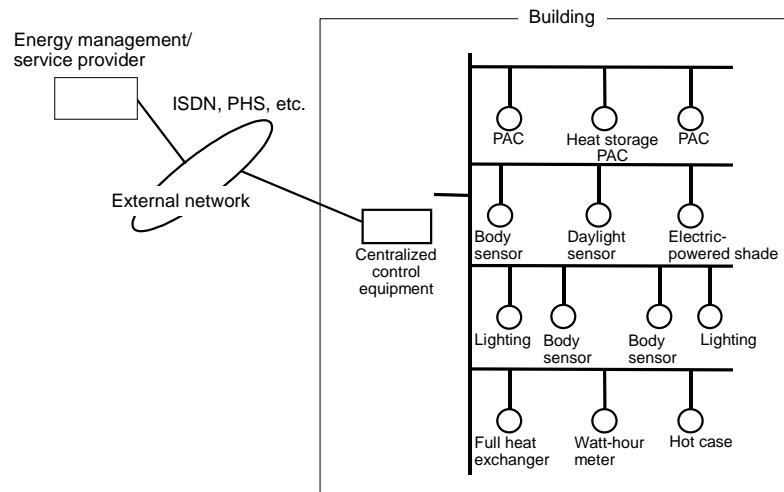 Building
Energy management/
service provider
ISDN, PHS, etc.
External network
Centralized
control
equipment
PAC
Heat storage
PAC
PAC
Body
sensor
Daylight
sensor
Electric-
powered shade
Lighting
Body
sensor
Body
sensor
Lighting
Full heat
exchanger
Watt-hour
meter
Hot case